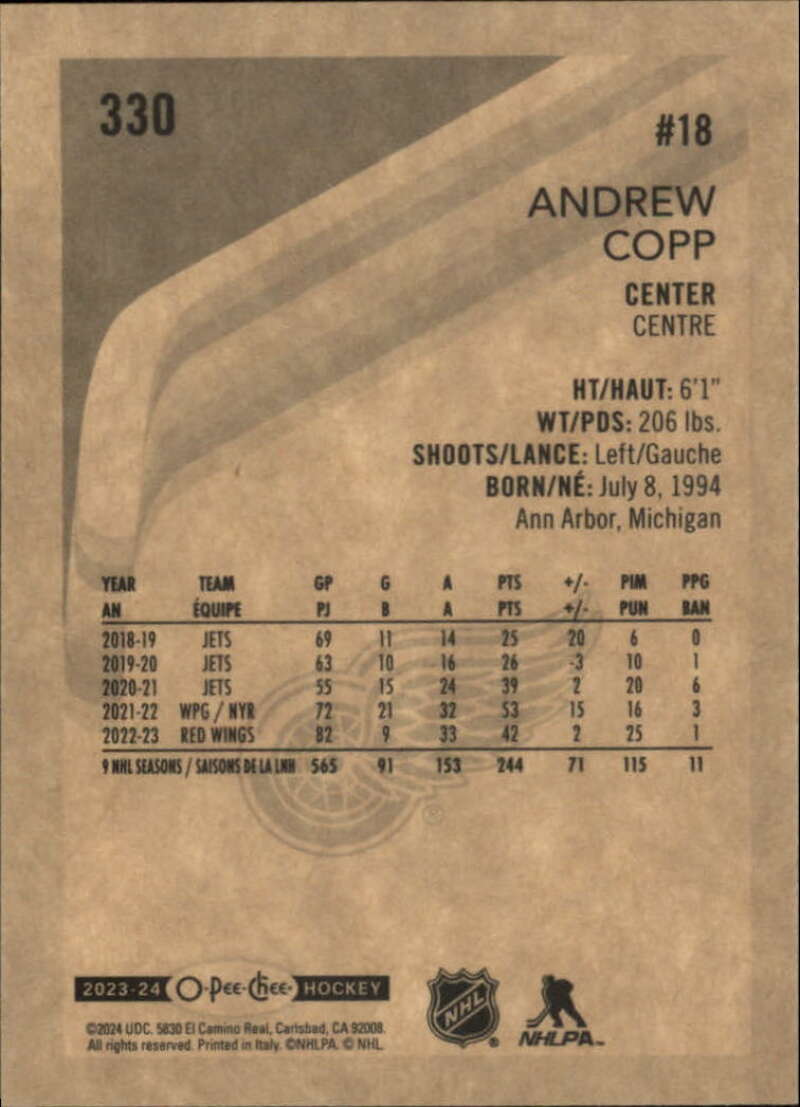 330
#18
ANDREW
COPP
CENTER
CENTRE
HT/HAUT: 6'1"
WT/PDS: 206 lbs.
SHOOTS/LANCE: Left/Gauche
BORN/NÉ: July 8, 1994
Ann Arbor, Michigan
YEAR TEAM GP G A PTS +/- PIM PPG
AN ÉQUIPE PJ B A PTS +/- PUN BAN
2018-19 JETS 69 11 14 25 20 6 0
2019-20 JETS 63 10 16 26 -3 10 1
2020-21 JETS 55 15 24 39 2 20 6
2021-22 WPG / NYR 72 21 32 53 15 16 3
2022-23 RED WINGS 82 9 33 42 2 25 1
9 NHL SEASONS / SAISONS DE LA LNH 565 91 153 244 71 115 11
2023-24 O-Pee-Chee HOCKEY
©2024 UDC. 5830 El Camino Real, Carlsbad, CA 92008.
All rights reserved. Printed in Italy. ©NHLPA. © NHL.
NHL ®
NHLPA™